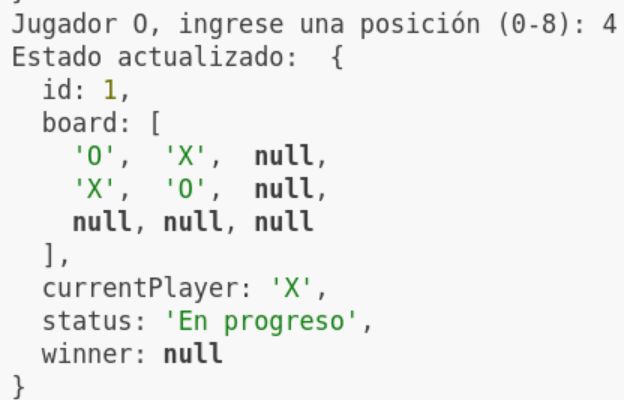 Jugador O, ingrese una posición (0-8): 4
Estado actualizado:  {
  id: 1,
  board: [
    'O',  'X',  null,
    'X',  'O',  null,
    null, null, null
  ],
  currentPlayer: 'X',
  status: 'En progreso',
  winner: null
}